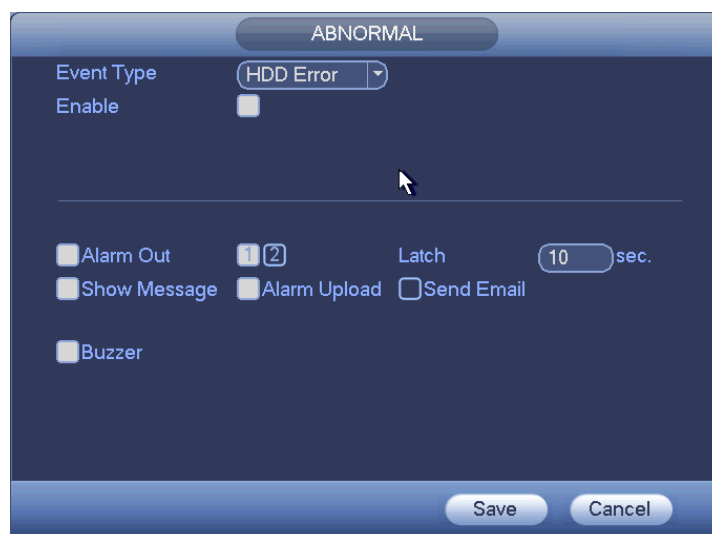 ABNORMAL
Event Type HDD Error
Enable
Alarm Out 1 2 Latch 10 sec.
Show Message Alarm Upload Send Email
Buzzer
Save Cancel